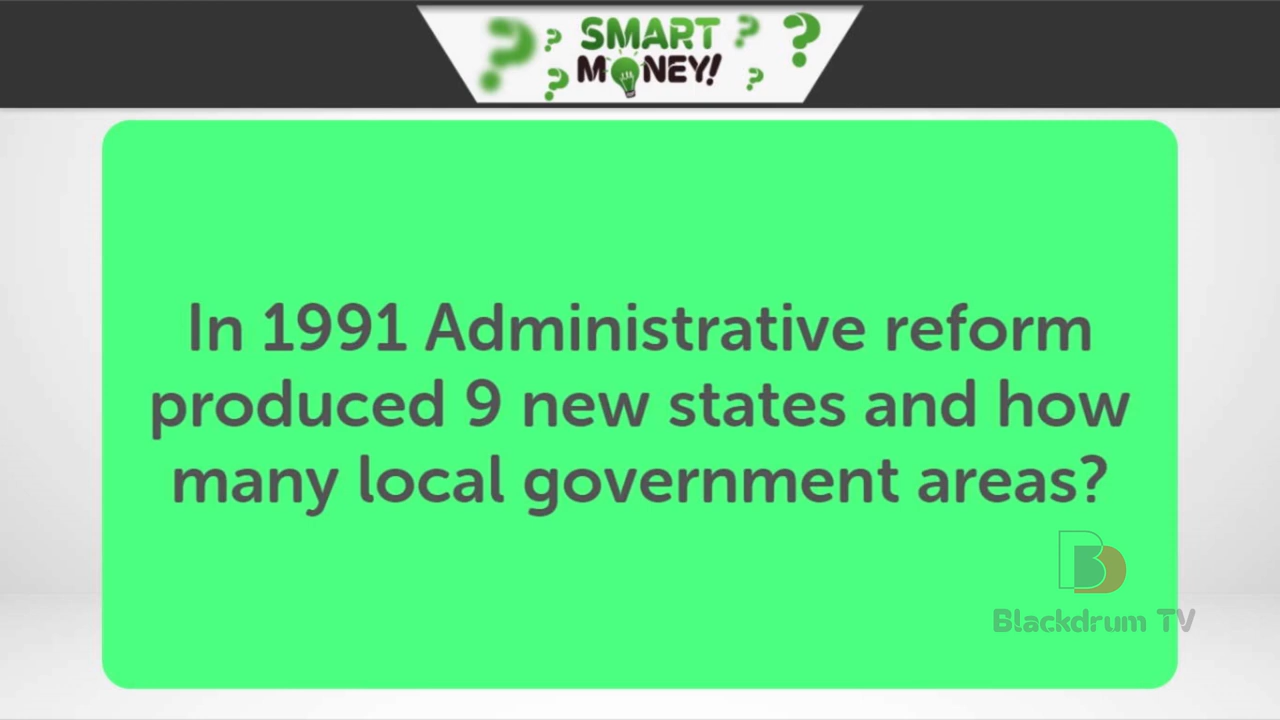 SMART
MONEY!
In 1991 Administrative reform
produced 9 new states and how
many local government areas?
Blackdrum TV